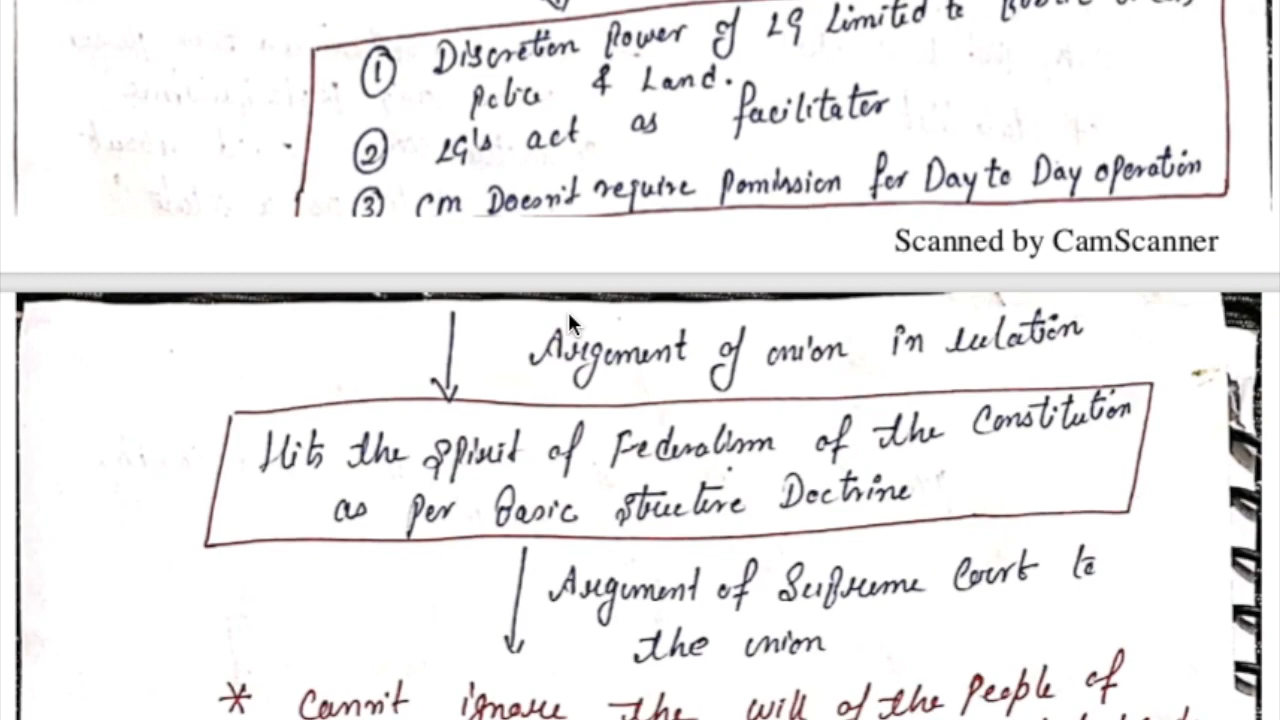 ① Discretion Power of LG Limited to
Police & Land.
② LG's act as facilitator
③ CM Doesn't require Permission for Day to Day operation
Scanned by CamScanner
Argument of union in relation
Hits the Spirit of Federalism of the Constitution
as per Basic Structure Doctrine
Argument of Supreme Court to
the union
* Cannit ignore the will of the People of